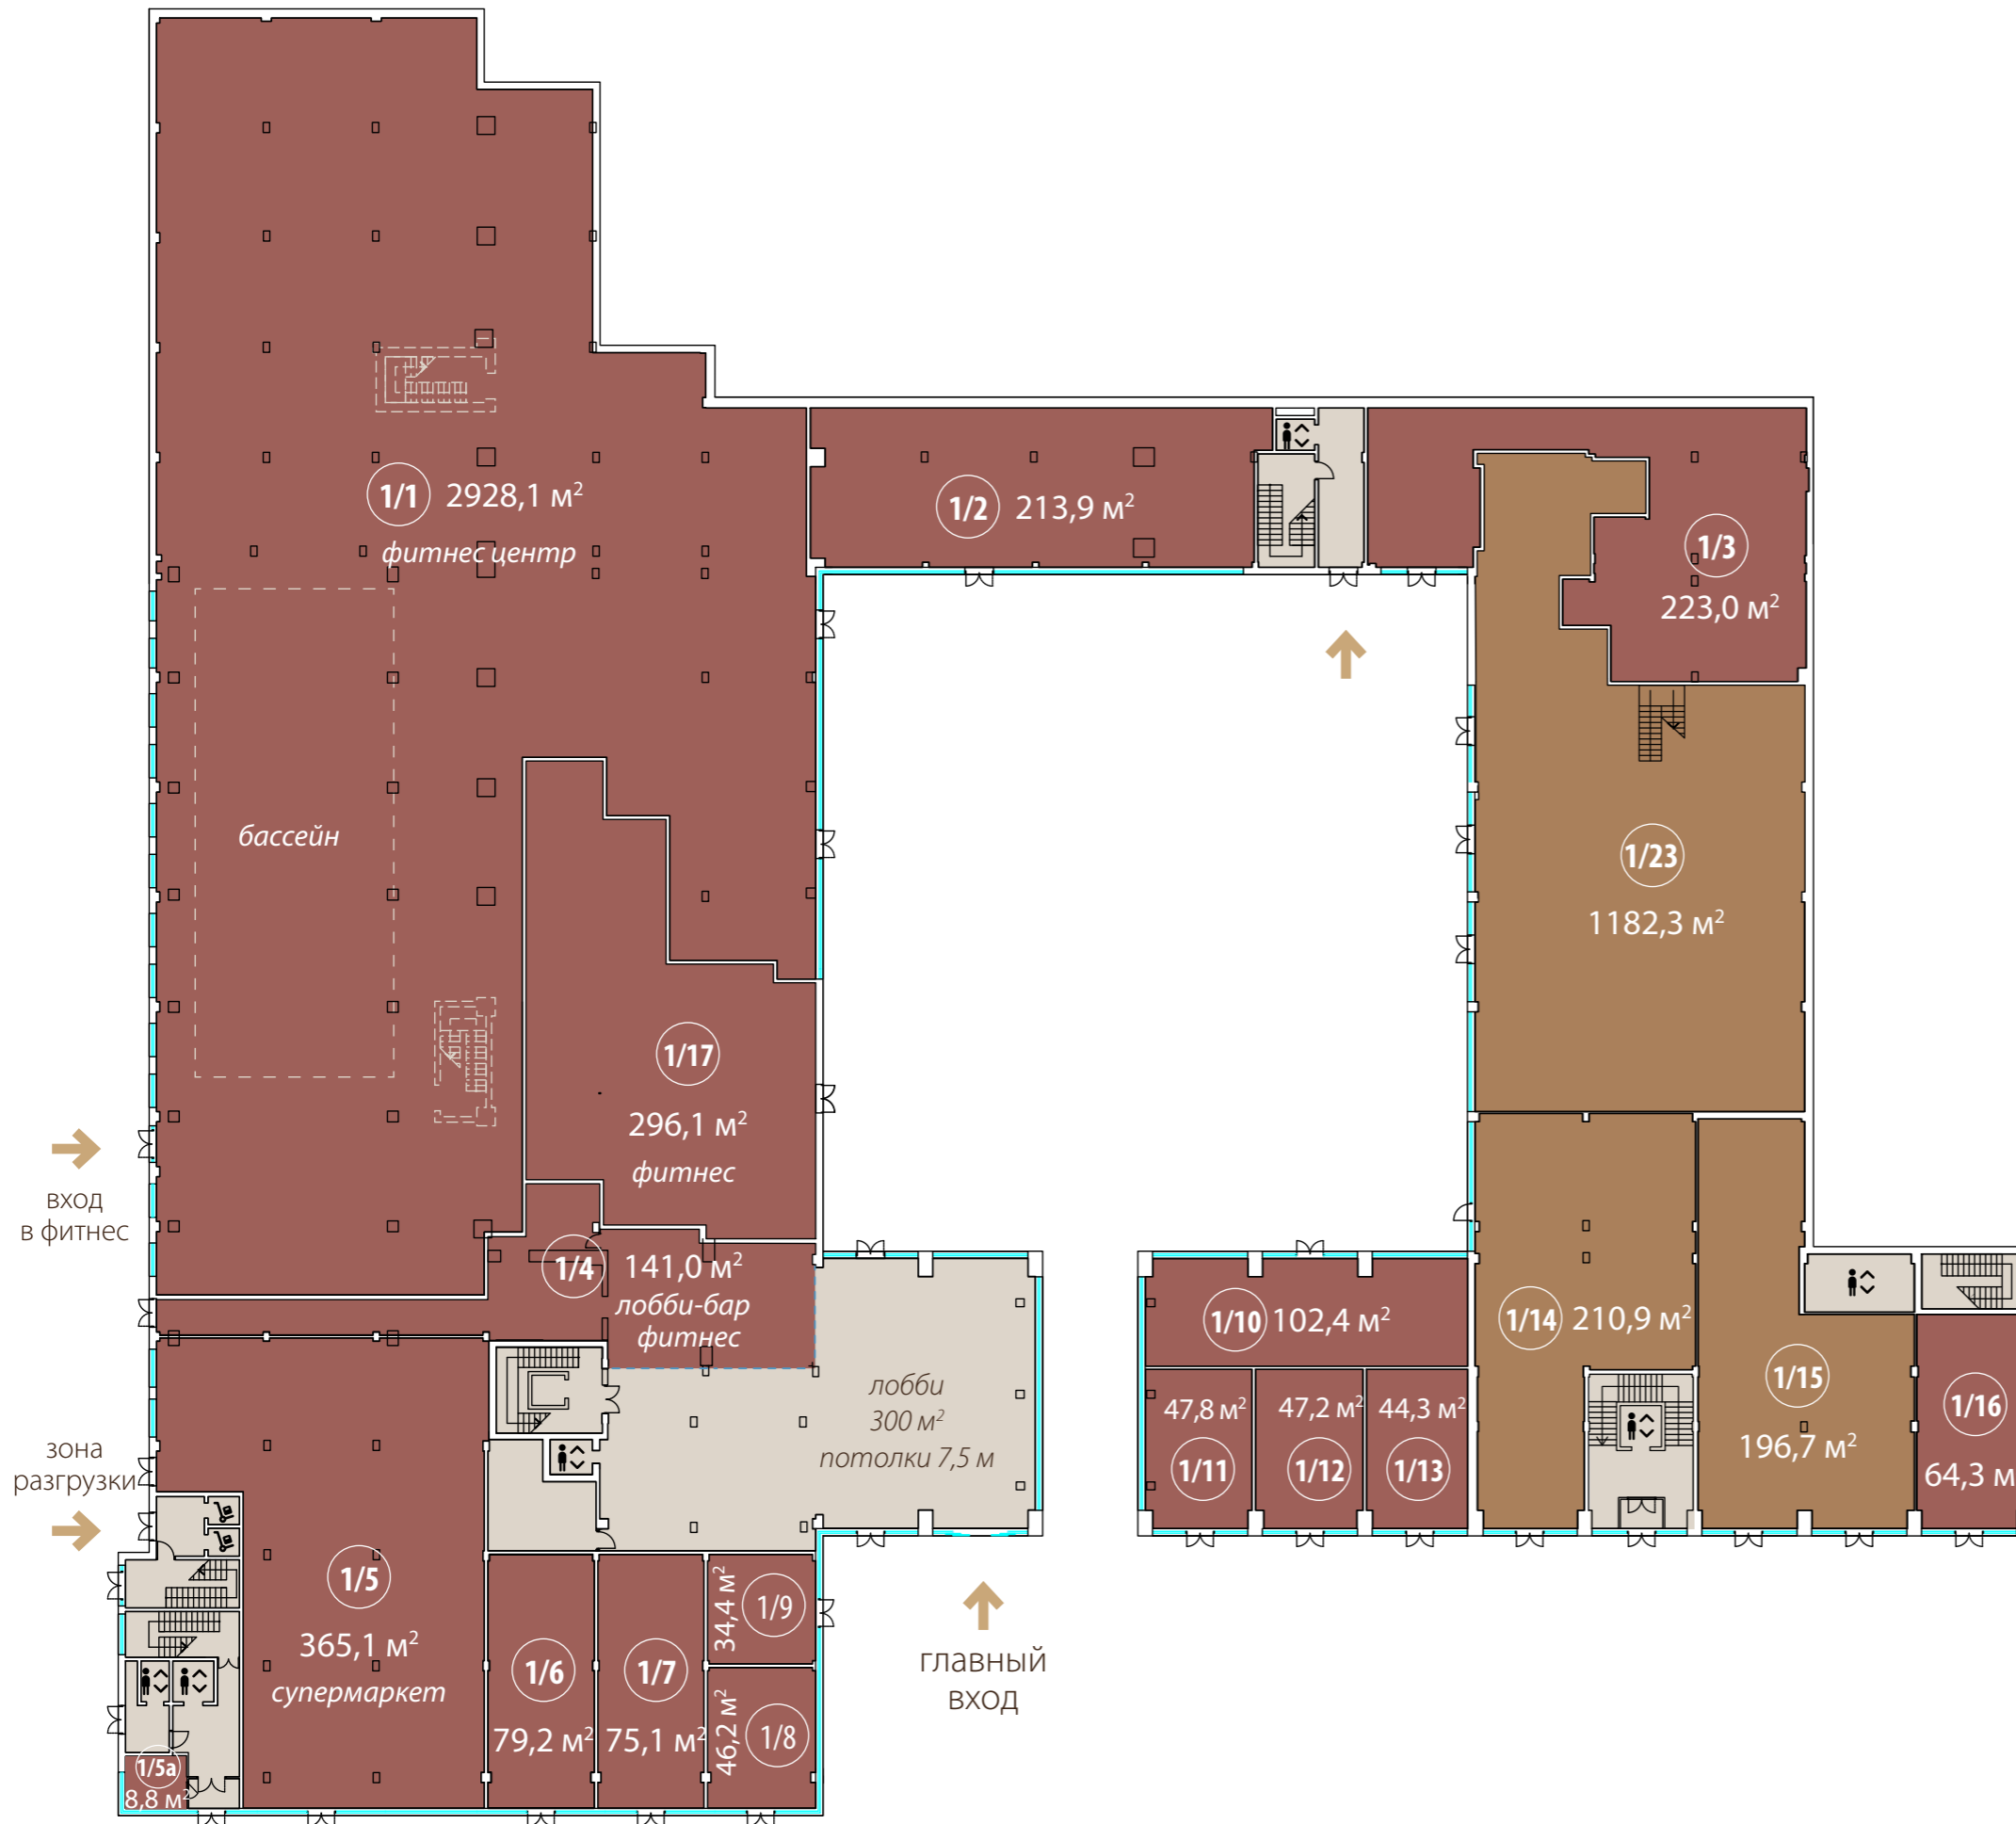 1/1 2928,1 м²
фитнес центр
1/2 213,9 м²
1/3
223,0 м²
бассейн
1/23
1182,3 м²
1/17
296,1 м²
фитнес
вход
в фитнес
1/4 141,0 м²
лобби-бар
фитнес
лобби
300 м²
потолки 7,5 м
1/10 102,4 м²
1/14 210,9 м²
47,8 м²
1/11
47,2 м²
1/12
44,3 м²
1/13
1/15
196,7 м²
1/16
64,3 м
зона
разгрузки
1/5
365,1 м²
супермаркет
1/6
79,2 м²
1/7
75,1 м²
34,4 м²
1/9
46,2 м²
1/8
1/5а
8,8 м²
главный
вход